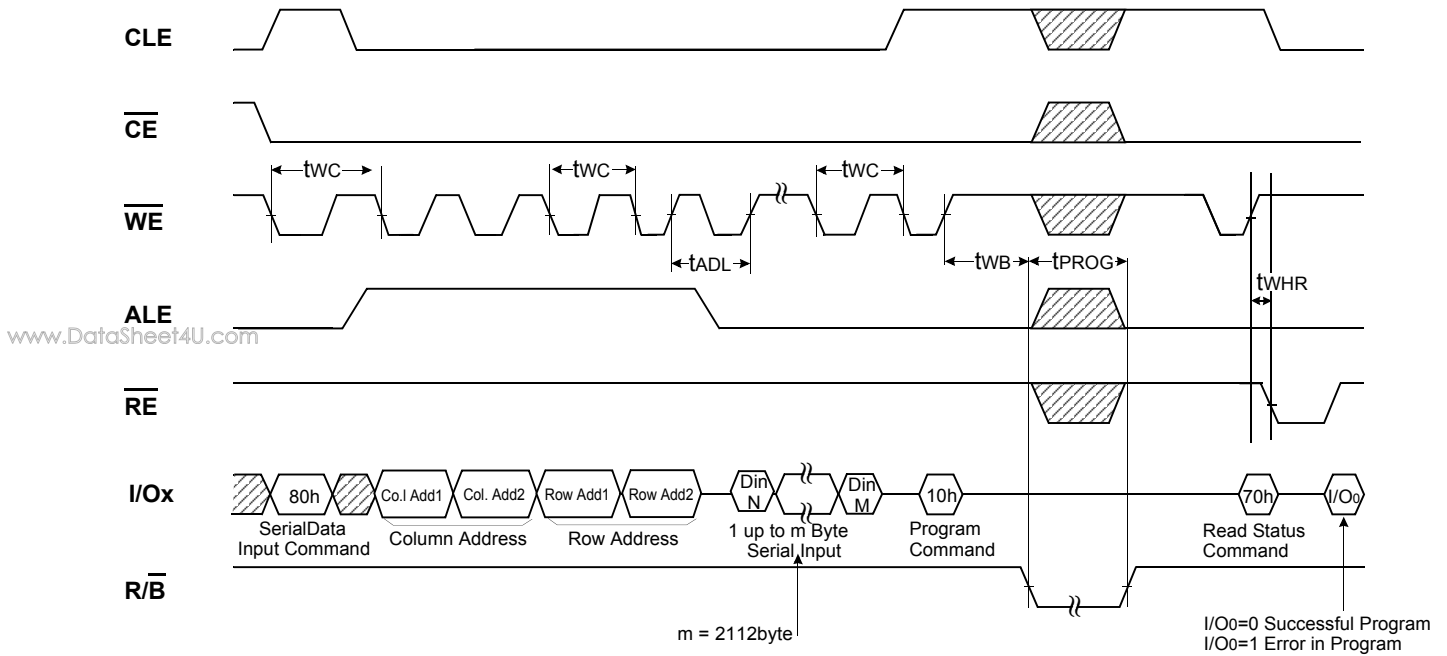 CLE
CE
tWC
tWC
tWC
WE
tADL
tWB
tPROG
tWHR
ALE
www.DataSheet4U.com
RE
I/Ox
80h
Co.l Add1
Col. Add2
Row Add1
Row Add2
Din
N
Din
M
10h
70h
I/O0
SerialData
Input Command
Column Address
Row Address
1 up to m Byte
Serial Input
Program
Command
Read Status
Command
R/B
m = 2112byte
I/O0=0 Successful Program
I/O0=1 Error in Program